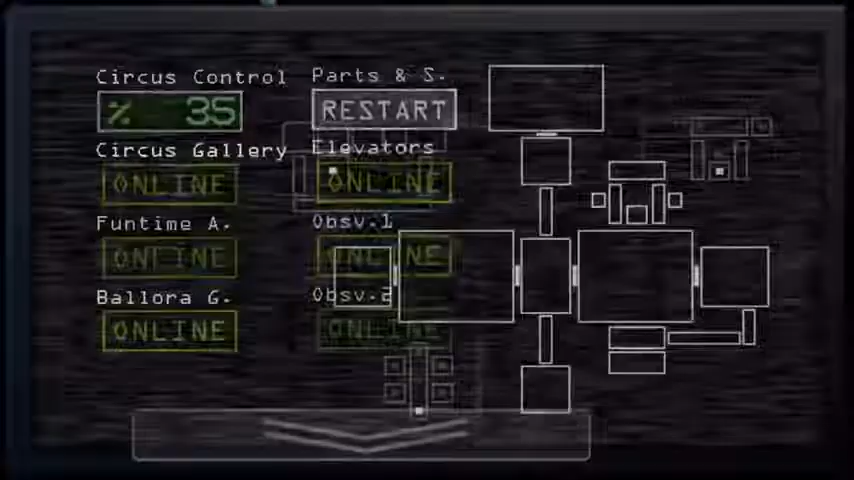 Circus Control
% 35
Circus Gallery
ONLINE
Funtime A.
ONLINE
Ballora G.
ONLINE
Parts & S.
RESTART
Elevators
ONLINE
Obsv.1
ONLINE
Obsv.2
ONLINE